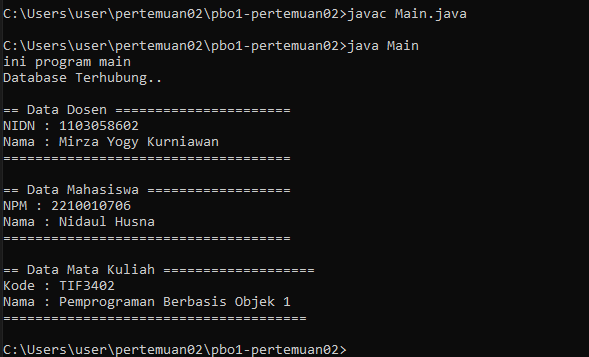 C:\Users\user\pertemuan02\pbo1-pertemuan02>javac Main.java
C:\Users\user\pertemuan02\pbo1-pertemuan02>java Main
ini program main
Database Terhubung..
== Data Dosen ======================
NIDN : 1103058602
Nama : Mirza Yogy Kurniawan
====================================
== Data Mahasiswa ==================
NPM : 2210010706
Nama : Nidaul Husna
====================================
== Data Mata Kuliah ===================
Kode : TIF3402
Nama : Pemprograman Berbasis Objek 1
======================================
C:\Users\user\pertemuan02\pbo1-pertemuan02>